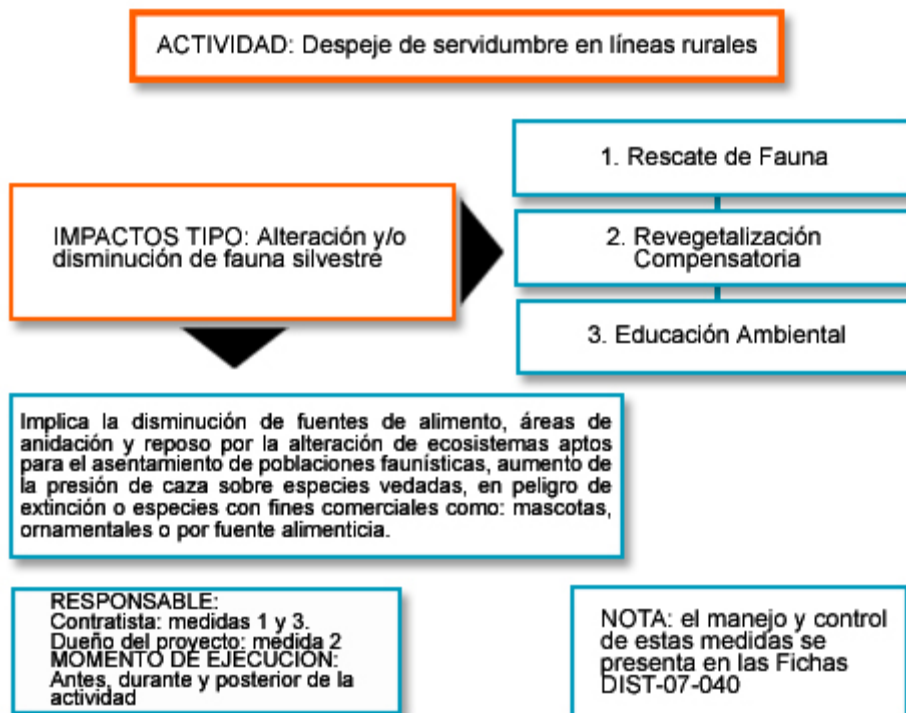 ACTIVIDAD: Despeje de servidumbre en líneas rurales
1. Rescate de Fauna
IMPACTOS TIPO: Alteración y/o
disminución de fauna silvestre
2. Revegetalización
Compensatoria
3. Educación Ambiental
Implica la disminución de fuentes de alimento, áreas de
anidación y reposo por la alteración de ecosistemas aptos
para el asentamiento de poblaciones faunísticas, aumento de
la presión de caza sobre especies vedadas, en peligro de
extinción o especies con fines comerciales como: mascotas,
ornamentales o por fuente alimenticia.
RESPONSABLE:
Contratista: medidas 1 y 3.
Dueño del proyecto: medida 2
MOMENTO DE EJECUCIÓN:
Antes, durante y posterior de la
actividad
NOTA: el manejo y control
de estas medidas se
presenta en las Fichas
DIST-07-040